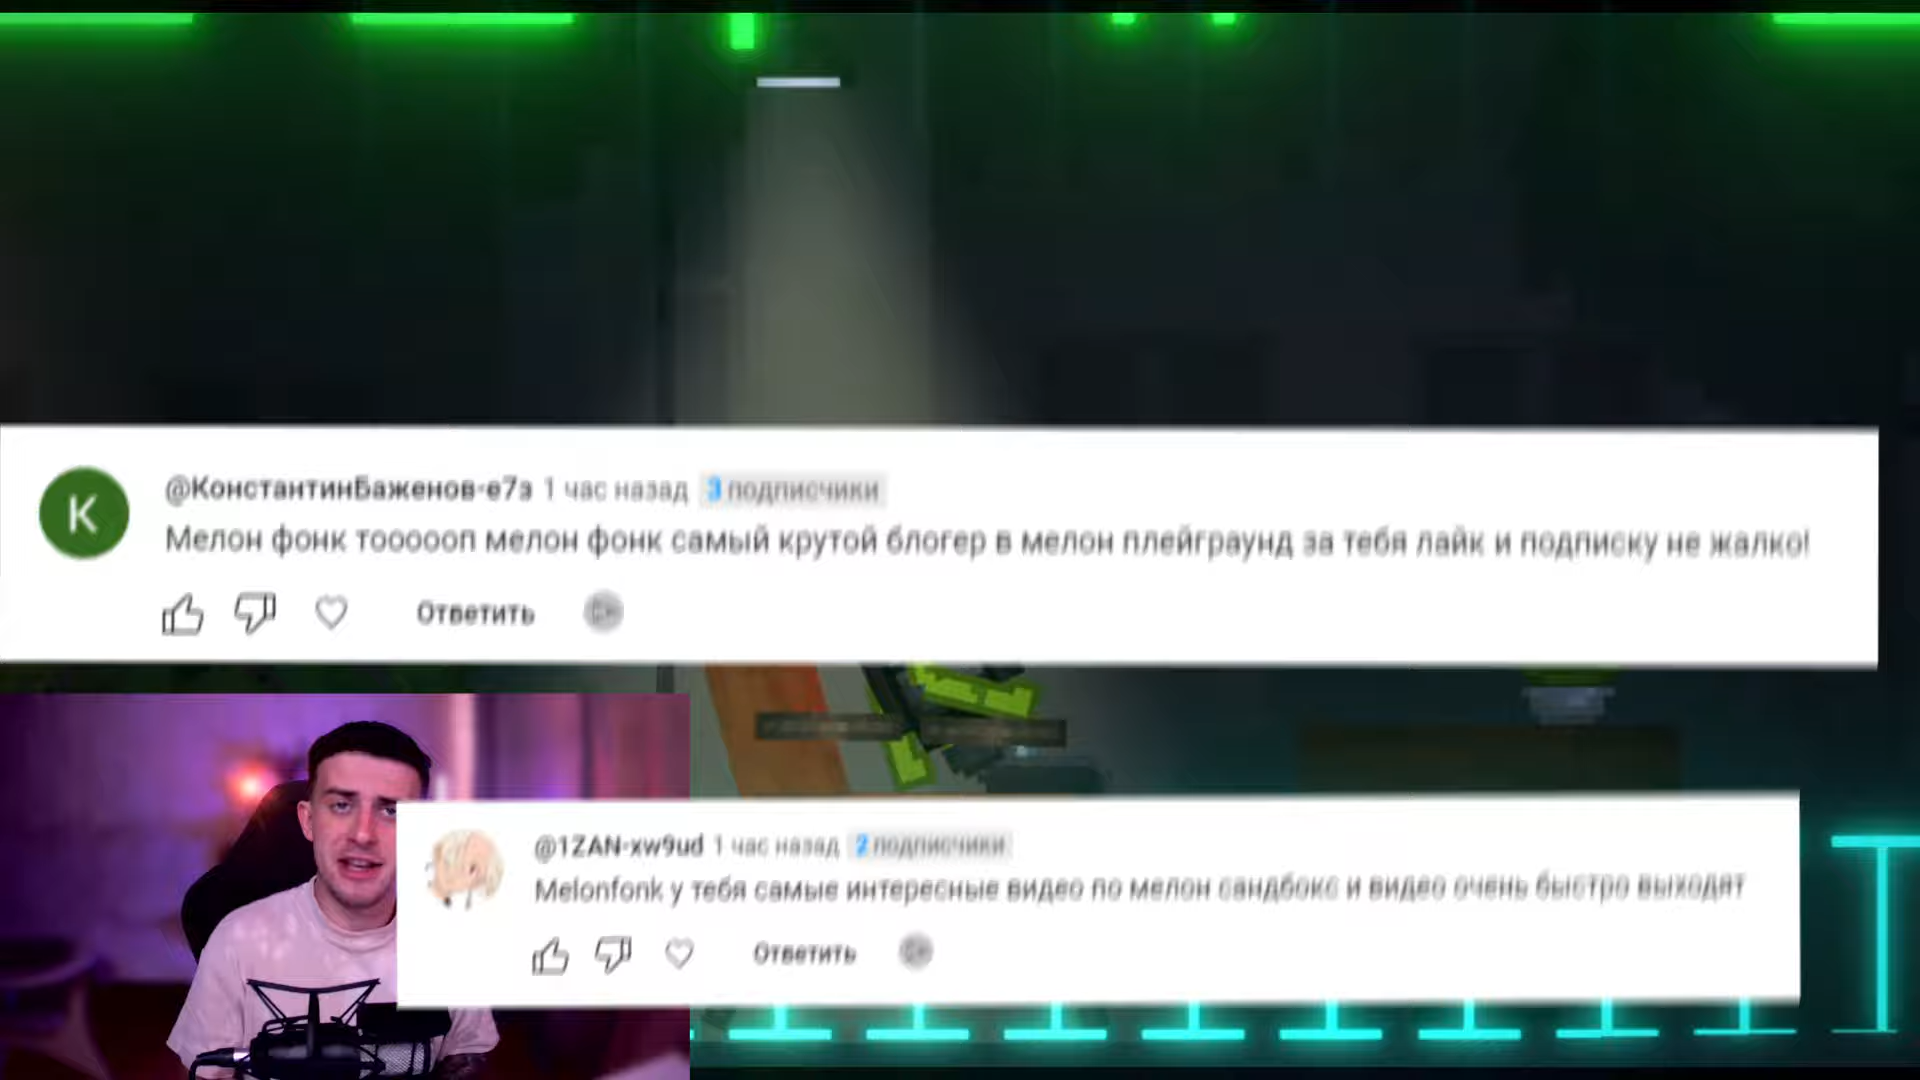 @КонстантинБаженов-е7з 1 час назад 3 подписчики
Мелон фонк тооооoп мелон фонк самый крутой блогер в мелон плейграунд за тебя лайк и подписку не жалко!
Ответить
@1ZAN-xw9ud 1 час назад 2 подписчики
Melonfonk у тебя самые интересные видео по мелон сандбокс и видео очень быстро выходят
Ответить
К